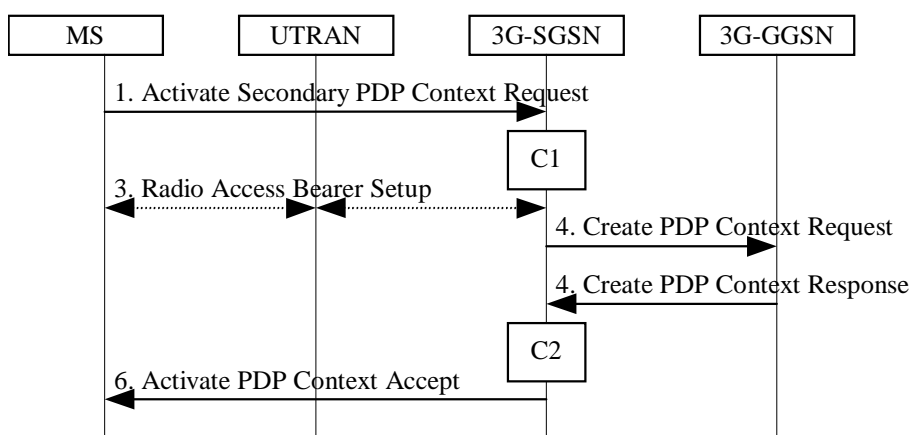 MS UTRAN 3G-SGSN 3G-GGSN
1. Activate Secondary PDP Context Request
C1
3. Radio Access Bearer Setup
4. Create PDP Context Request
4. Create PDP Context Response
C2
6. Activate PDP Context Accept